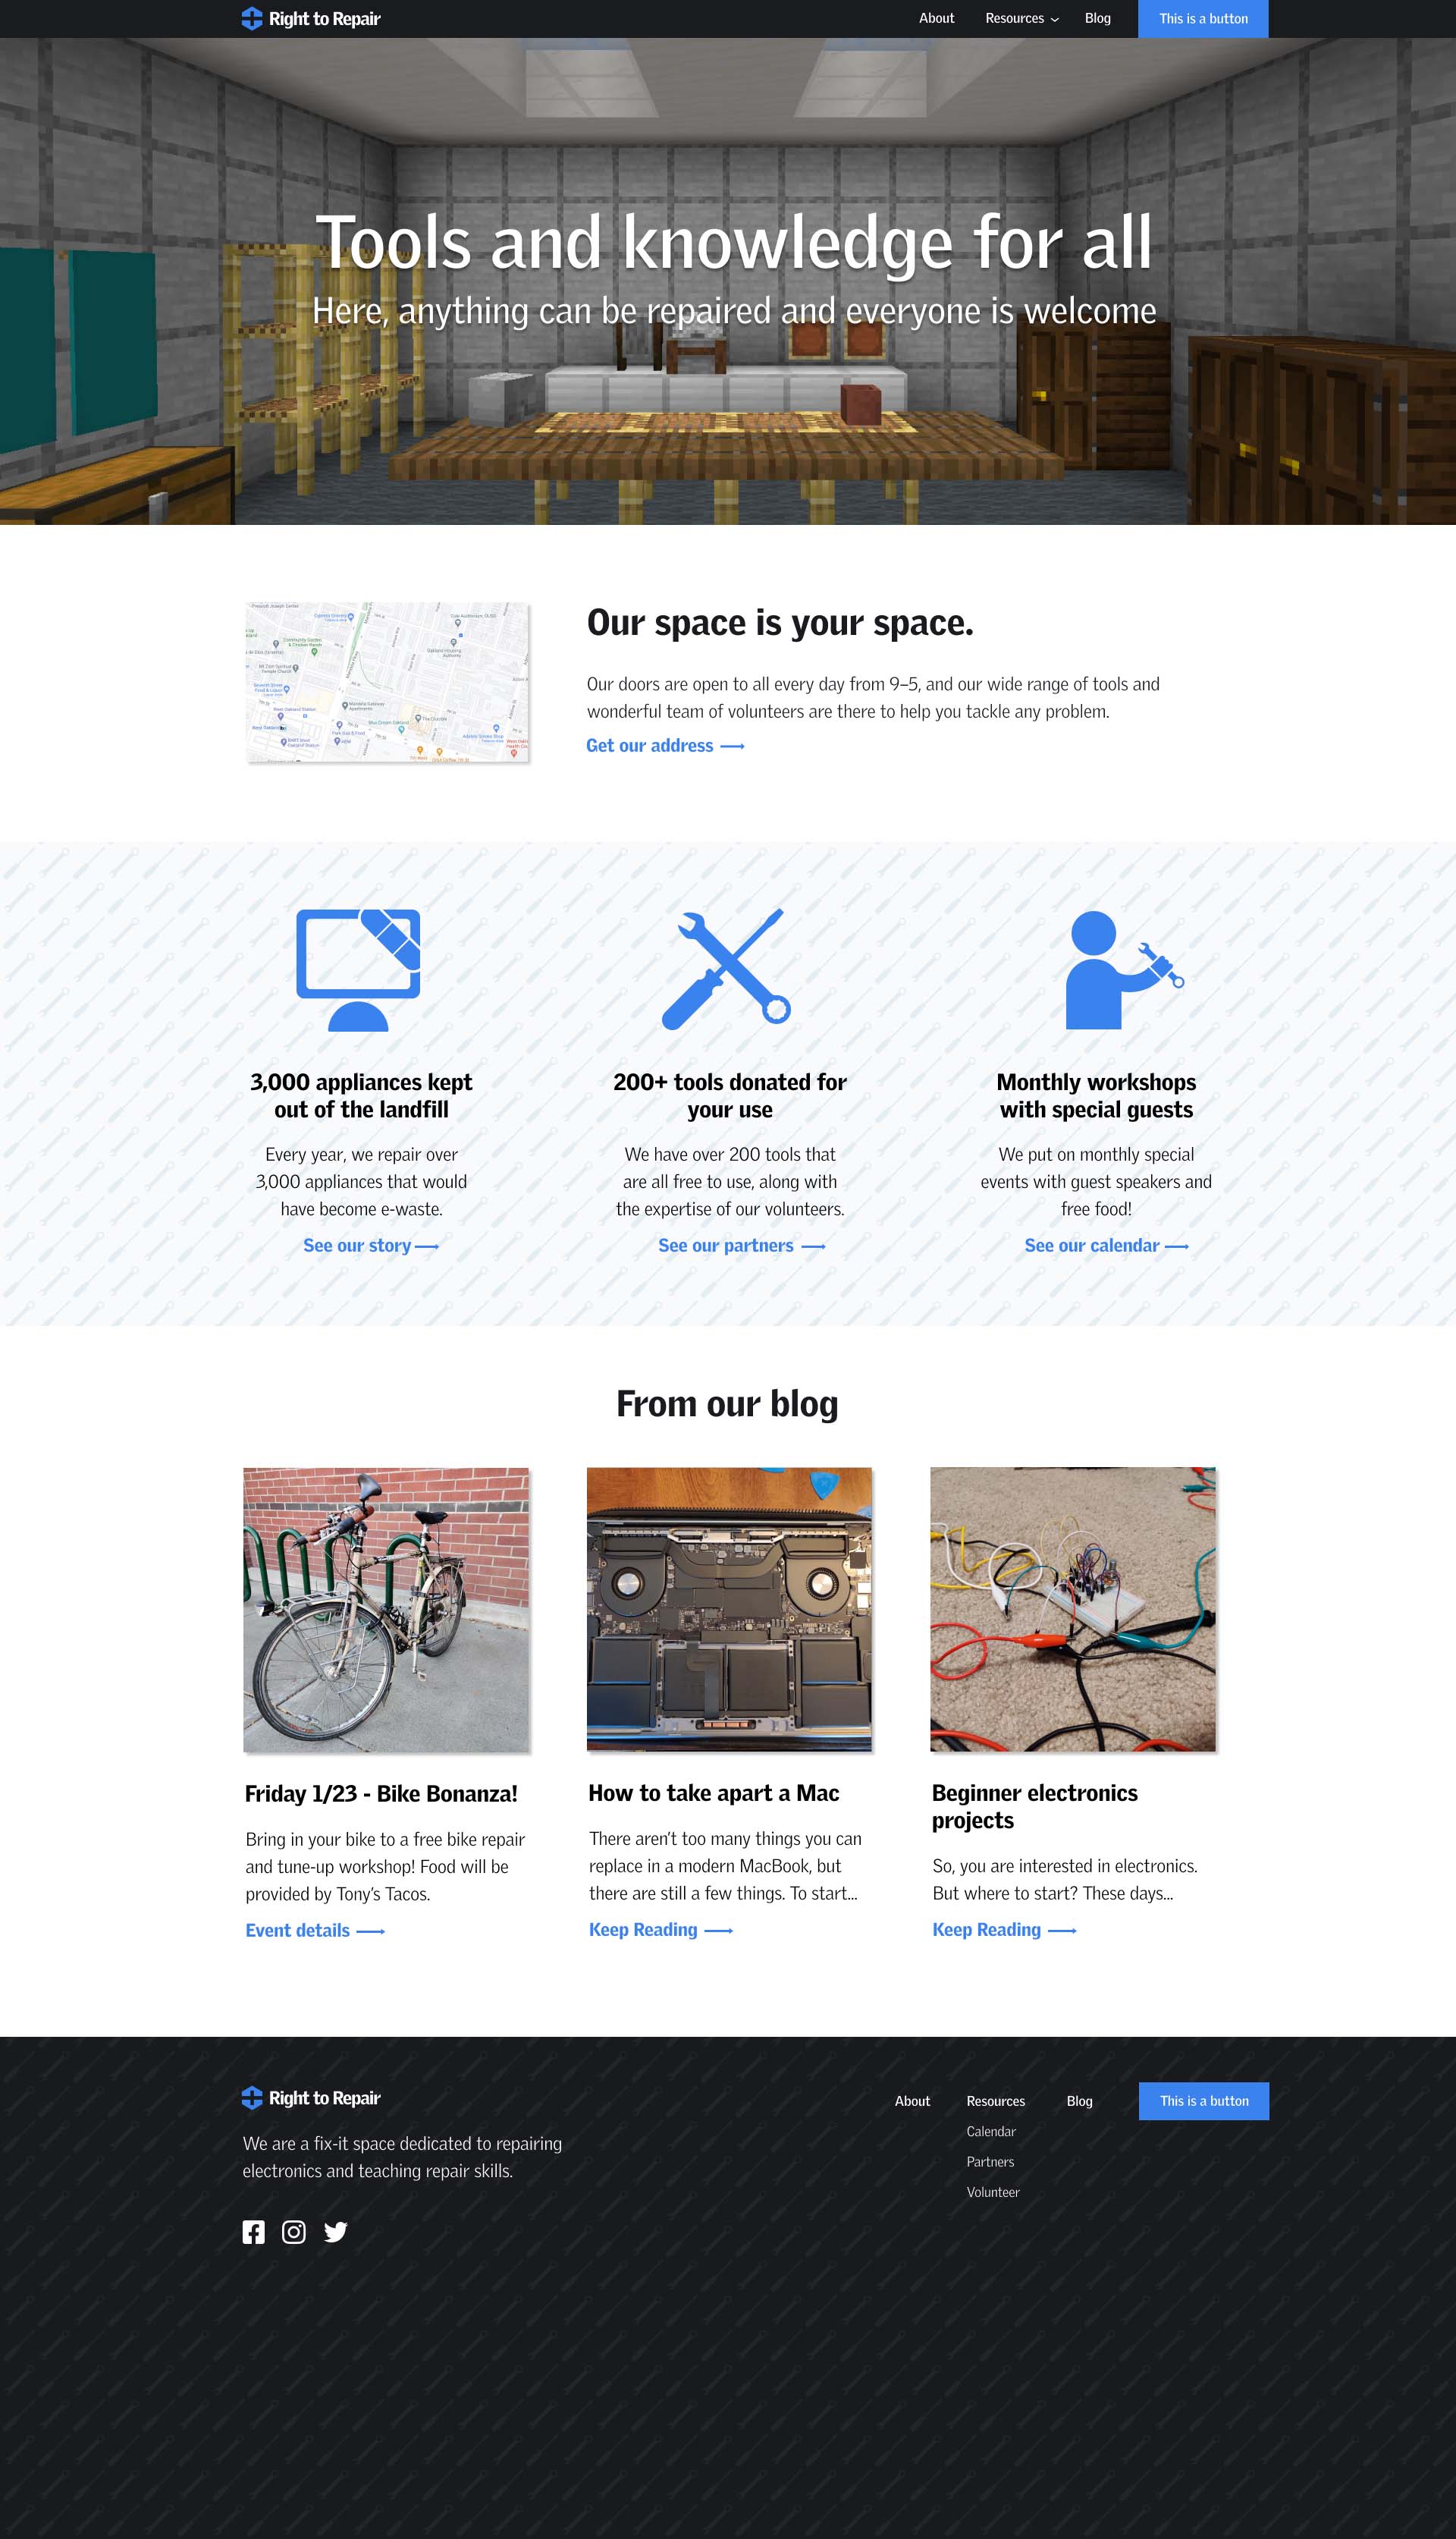 Right to Repair
About
Resources
Blog
This is a button
Tools and knowledge for all
Here, anything can be repaired and everyone is welcome
Our space is your space.
Our doors are open to all every day from 9–5, and our wide range of tools and
wonderful team of volunteers are there to help you tackle any problem.
Get our address
3,000 appliances kept
out of the landfill
Every year, we repair over
3,000 appliances that would
have become e-waste.
See our story
200+ tools donated for
your use
We have over 200 tools that
are all free to use, along with
the expertise of our volunteers.
See our partners
Monthly workshops
with special guests
We put on monthly special
events with guest speakers and
free food!
See our calendar
From our blog
Friday 1/23 - Bike Bonanza!
Bring in your bike to a free bike repair
and tune-up workshop! Food will be
provided by Tony’s Tacos.
Event details
How to take apart a Mac
There aren’t too many things you can
replace in a modern MacBook, but
there are still a few things. To start...
Keep Reading
Beginner electronics
projects
So, you are interested in electronics.
But where to start? These days...
Keep Reading
Right to Repair
We are a fix-it space dedicated to repairing
electronics and teaching repair skills.
About
Resources
Calendar
Partners
Volunteer
Blog
This is a button